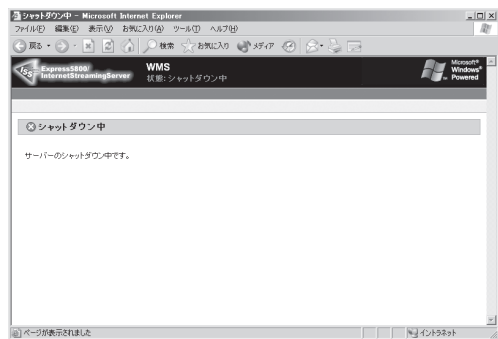 シャットダウン中 - Microsoft Internet Explorer
ファイル(F) 編集(E) 表示(V) お気に入り(A) ツール(T) ヘルプ(H)
戻る 検索 お気に入り メディア
ISS Express5800/ InternetStreamingServer
WMS
状態: シャットダウン中
Microsoft®
Windows®
Powered
シャットダウン中
サーバーのシャットダウン中です。
ページが表示されました イントラネット